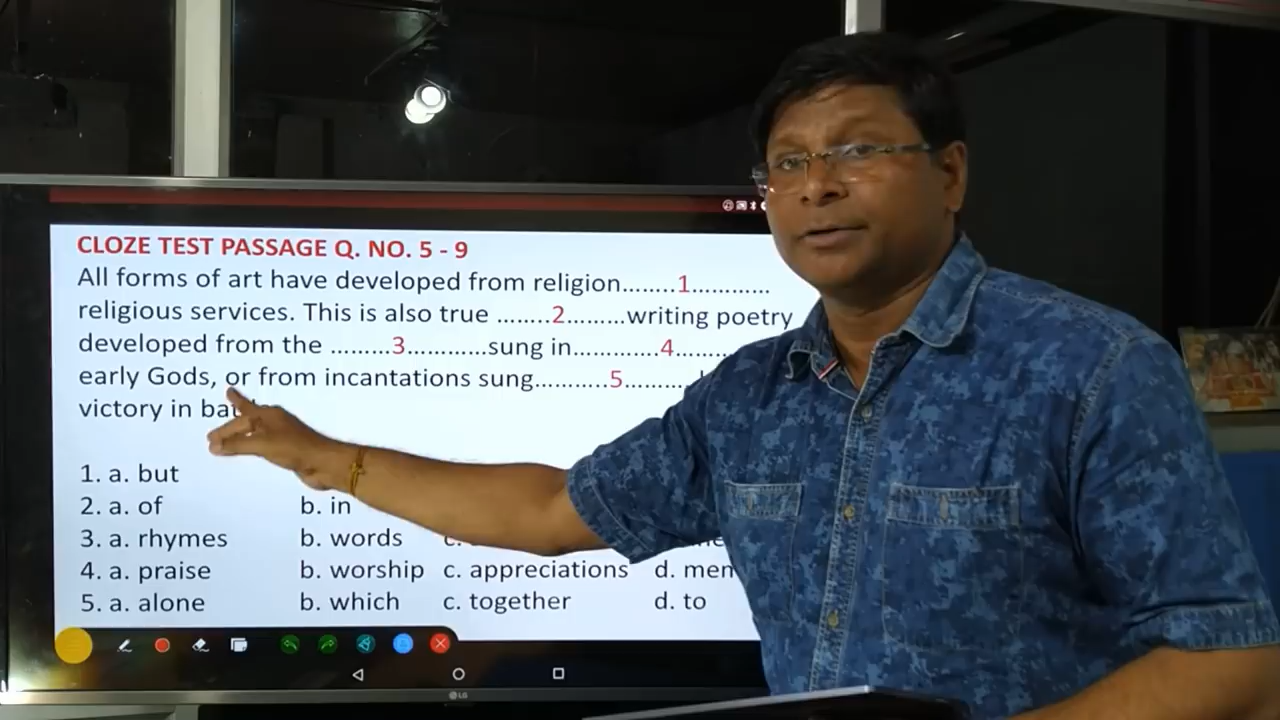 CLOZE TEST PASSAGE Q. NO. 5 - 9
All forms of art have developed from religion........1............
religious services. This is also true ........2.........writing poetry
developed from the .........3............sung in.............4........
early Gods, or from incantations sung...........5.........
victory in
1. a. but
2. a. of b. in
3. a. rhymes b. words c.
4. a. praise b. worship c. appreciations d.
5. a. alone b. which c. together d. to
LG